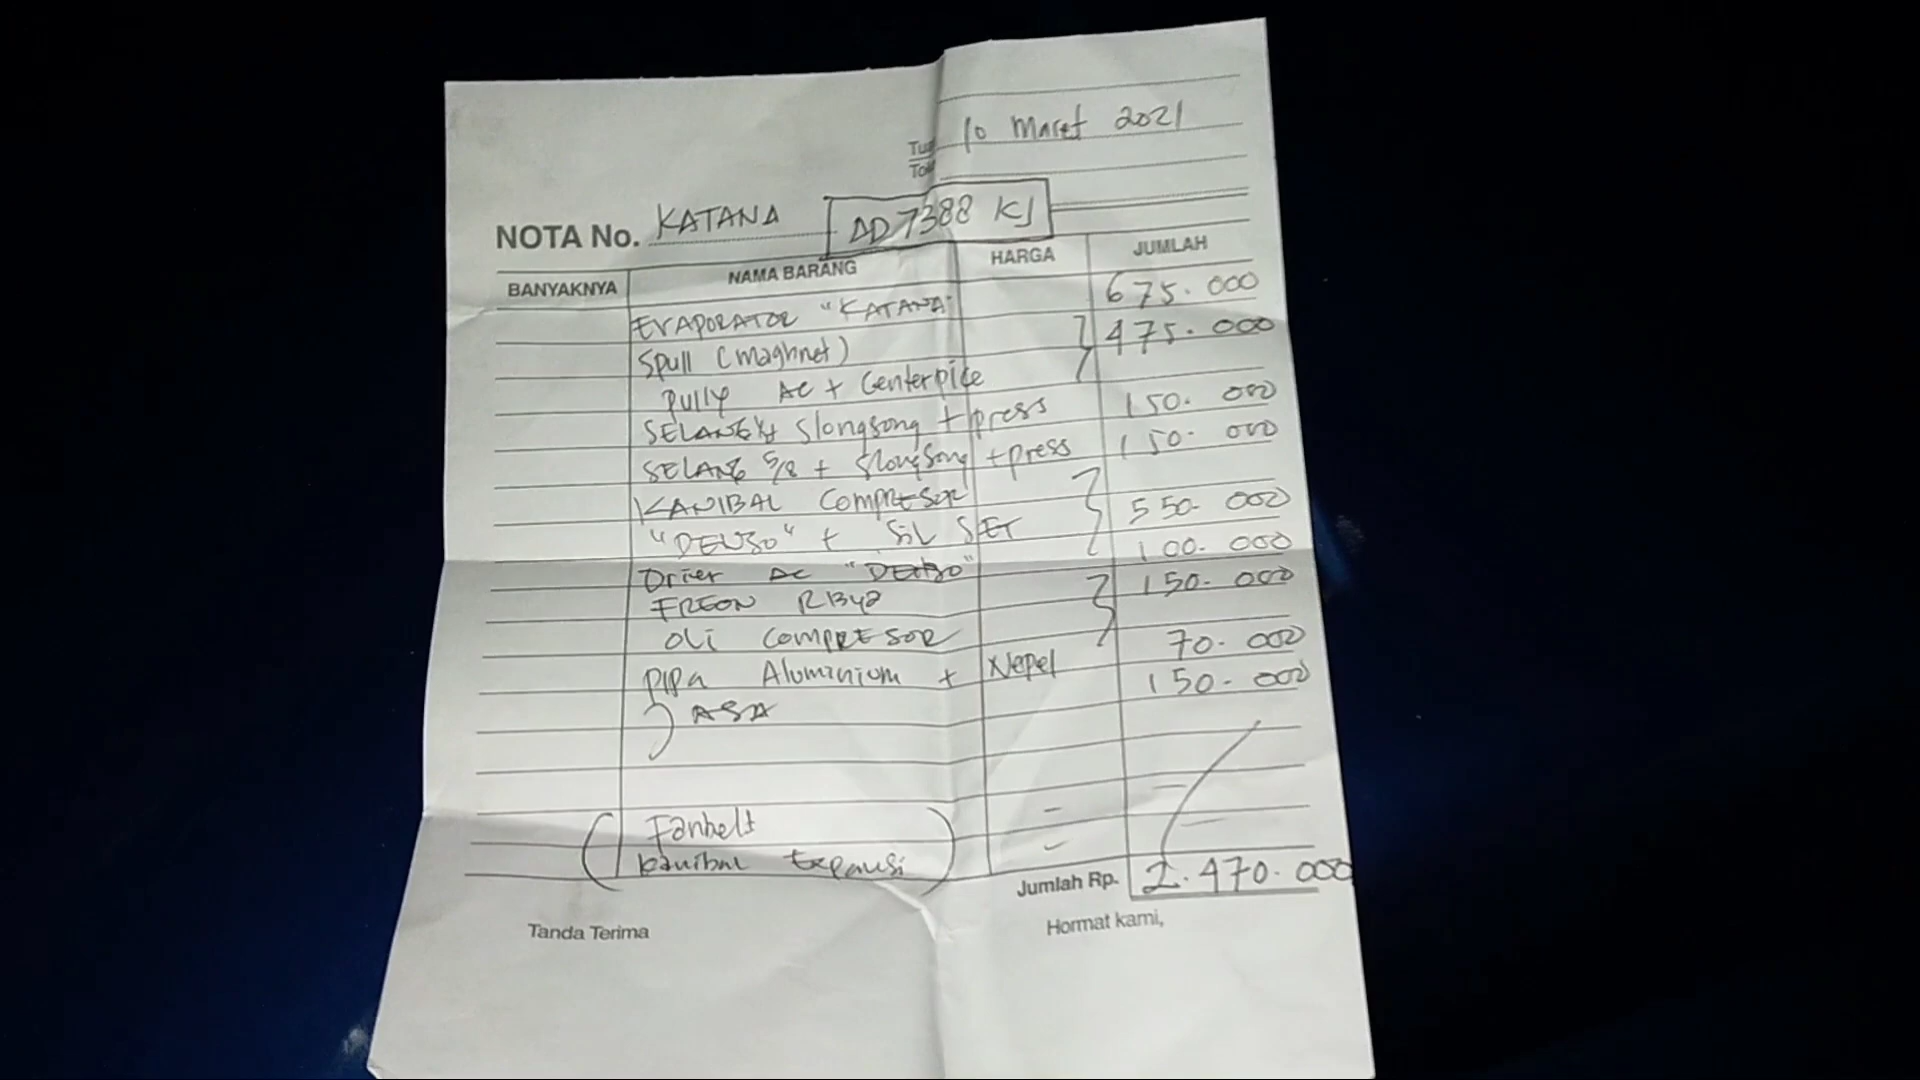 10 Maret 2021
Tu
To
NOTA No. KATANA AD 7388 KJ
BANYAKNYA NAMA BARANG HARGA JUMLAH
EVAPORATOR "KATANA" 675.000
Spull (maghnet) 475.000
pully AC + Centerpice
SELANG slongsong + press 150.000
SELANG 5/8 + slongsong + press 150.000
KANIBAL COMPRESOR
"DENSO" + SIL SET 550.000
Drier AC "DENSO" 100.000
FREON R134a 150.000
OLI COMPRESOR
PIPA Aluminium + Nepel 70.000
150.000
Fanbelt -
kanibal Expansi -
Jumlah Rp. 2.470.000
Tanda Terima Hormat kami,